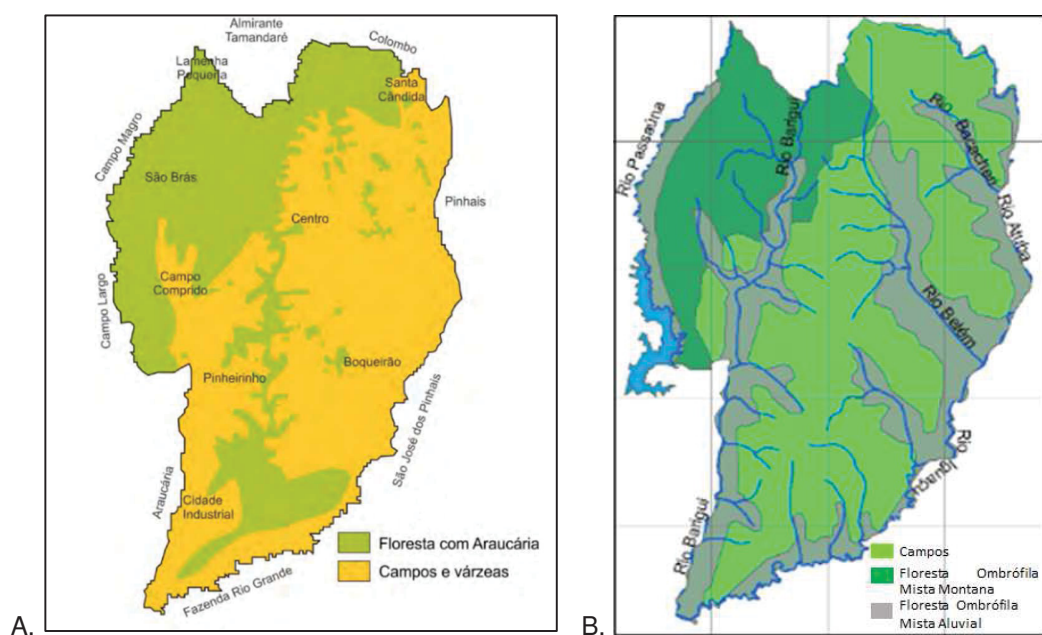 Almirante
Tamandaré
Colombo
Lamenha
Pequena
Santa
Cândida
Campo Magro
São Brás
Pinhais
Centro
Campo Largo
Campo
Comprido
Boqueirão
Pinheirinho
São José dos Pinhais
Araucária
Cidade
Industrial
Fazenda Rio Grande
Floresta com Araucária
Campos e várzeas
A.
Rio Passaúna
Rio Barigui
Rio Bacacheri
Rio Atuba
Rio Belém
Rio Iguaçu
Rio Barigui
Campos
Floresta Ombrófila
Mista Montana
Floresta Ombrófila
Mista Aluvial
B.